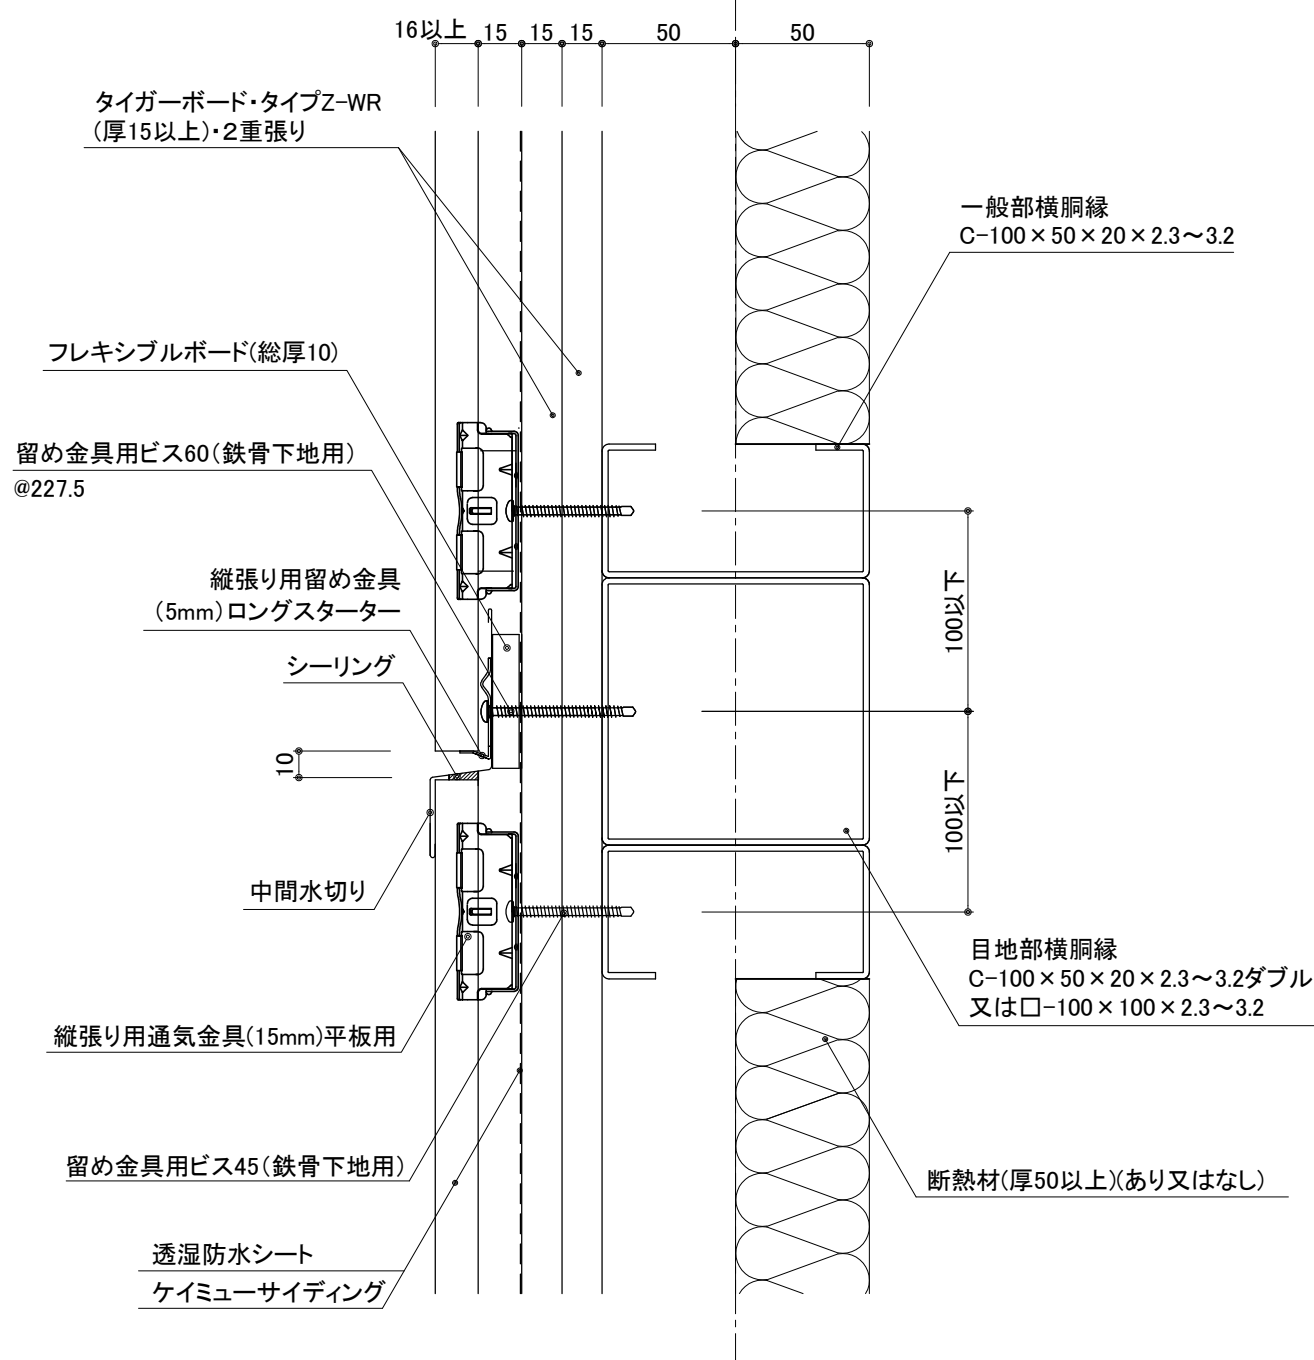 16以上
15
15
15
50
50
タイガーボード・タイプZ-WR
(厚15以上)・2重張り
一般部横胴縁
C-100×50×20×2.3～3.2
フレキシブルボード(総厚10)
留め金具用ビス60(鉄骨下地用)
@227.5
縦張り用留め金具
(5mm)ロングスターター
シーリング
10
100以下
100以下
中間水切り
目地部横胴縁
C-100×50×20×2.3～3.2ダブル
又は□-100×100×2.3～3.2
縦張り用通気金具(15mm)平板用
留め金具用ビス45(鉄骨下地用)
断熱材(厚50以上)(あり又はなし)
透湿防水シート
ケイミューサイディング